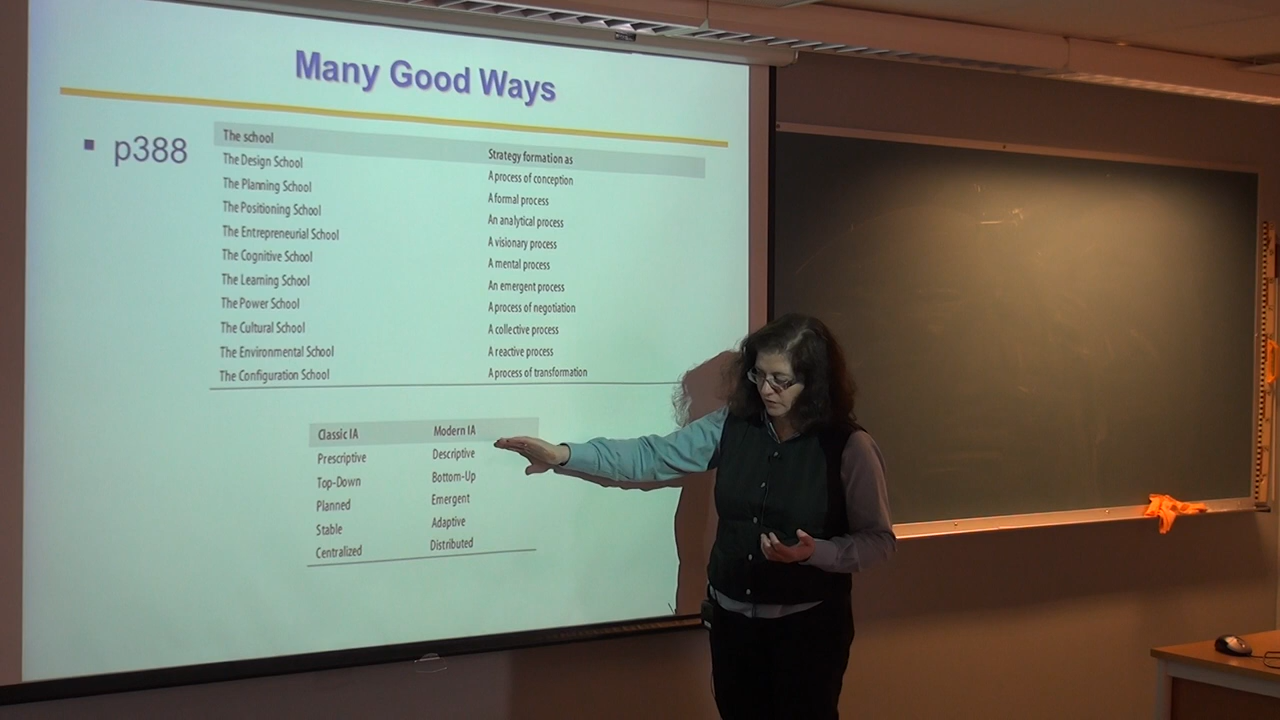 Many Good Ways
▪ p388
The school Strategy formation as
The Design School A process of conception
The Planning School A formal process
The Positioning School An analytical process
The Entrepreneurial School A visionary process
The Cognitive School A mental process
The Learning School An emergent process
The Power School A process of negotiation
The Cultural School A collective process
The Environmental School A reactive process
The Configuration School A process of transformation
Classic IA Modern IA
Prescriptive Descriptive
Top-Down Bottom-Up
Planned Emergent
Stable Adaptive
Centralized Distributed